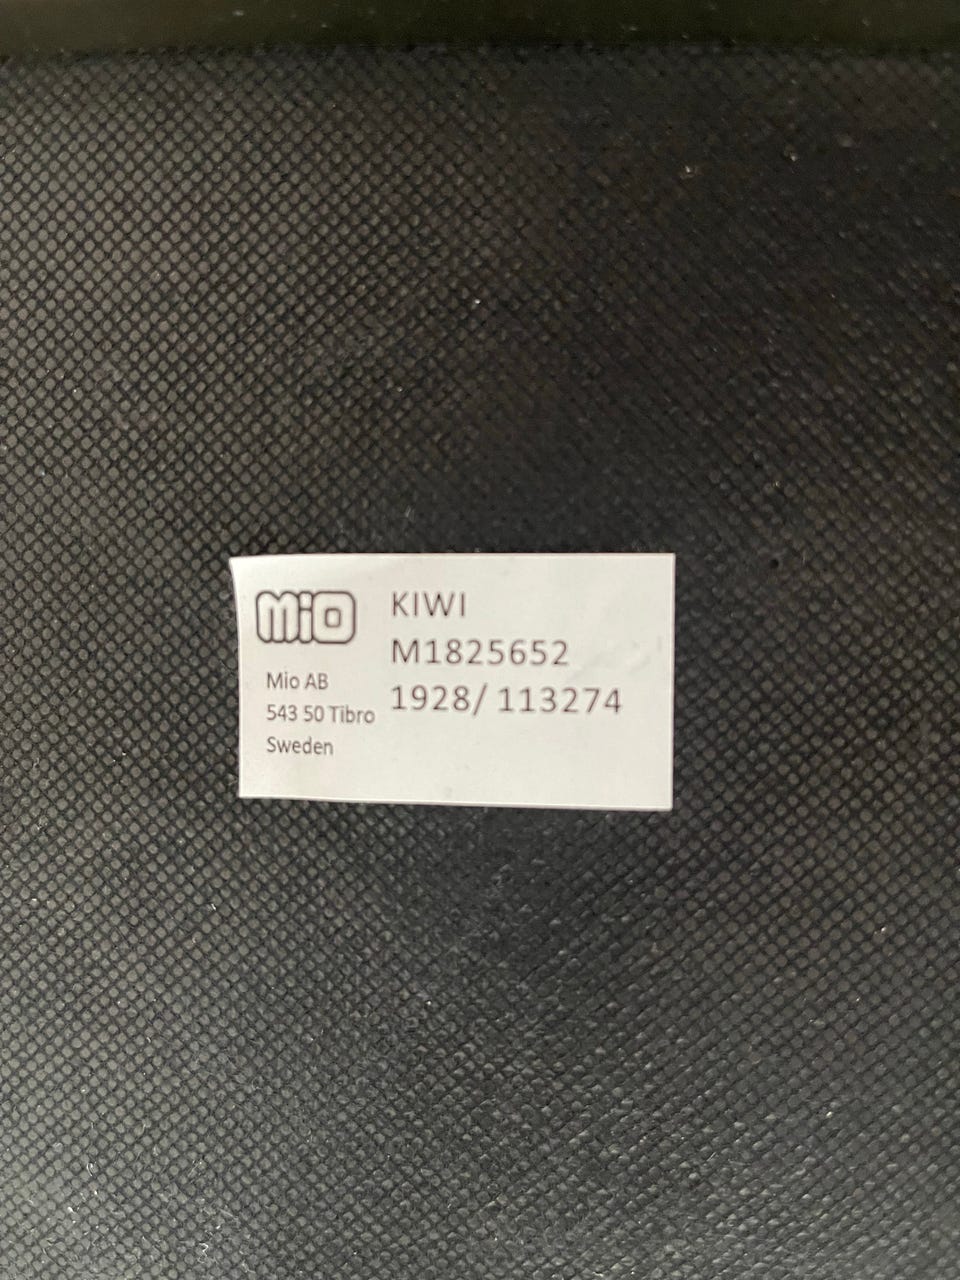 MiO
Mio AB
543 50 Tibro
Sweden
KIWI
M1825652
1928/ 113274